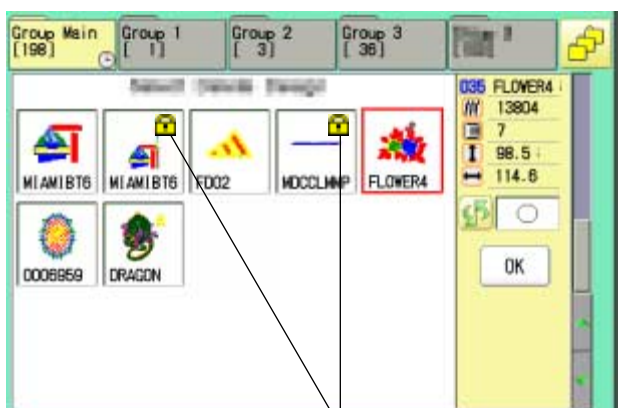 Group Main
[198]
Group 1
[ 1]
Group 2
[ 3]
Group 3
[ 36]
035 FLOWER4
13804
7
98.5
114.6
MIAMIBT6
MIAMIBT6
FD02
MDCCLMNP
FLOWER4
0006959
DRAGON
OK